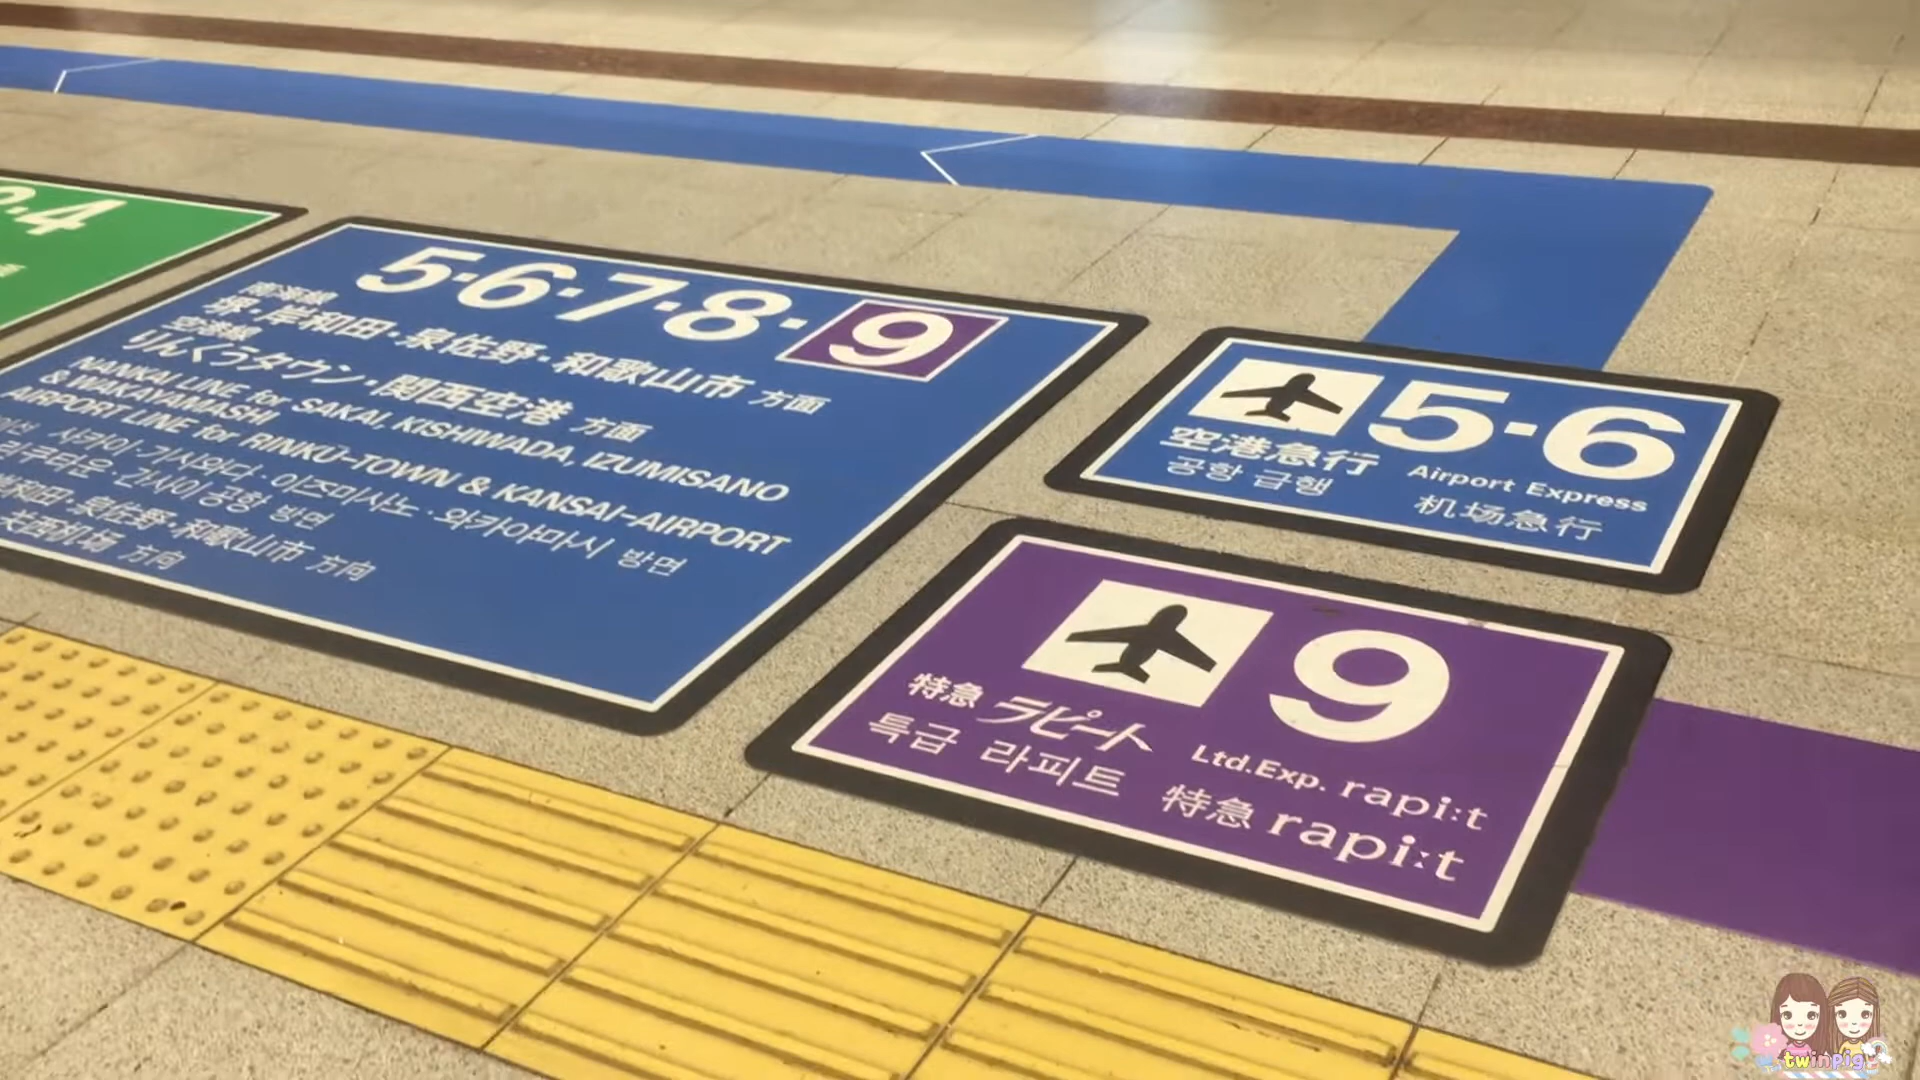 4
5・6・7・8・9
南海線
堺・岸和田・泉佐野・和歌山市 方面
空港線
りんくうタウン・関西空港 方面
NANKAI LINE for SAKAI, KISHIWADA, IZUMISANO
& WAKAYAMASHI
AIRPORT LINE for RINKŪ-TOWN & KANSAI-AIRPORT
사카이・기시와다・이즈미사노・와카야마시 방면
린쿠타운・간사이 공항 방면
岸和田・泉佐野・和歌山市 方向
关西机场 方向
5・6
空港急行
Airport Express
공항 급행
机场急行
9
特急 ラピート
Ltd.Exp. rapi:t
특급 라피트
特急 rapi:t
twinpig